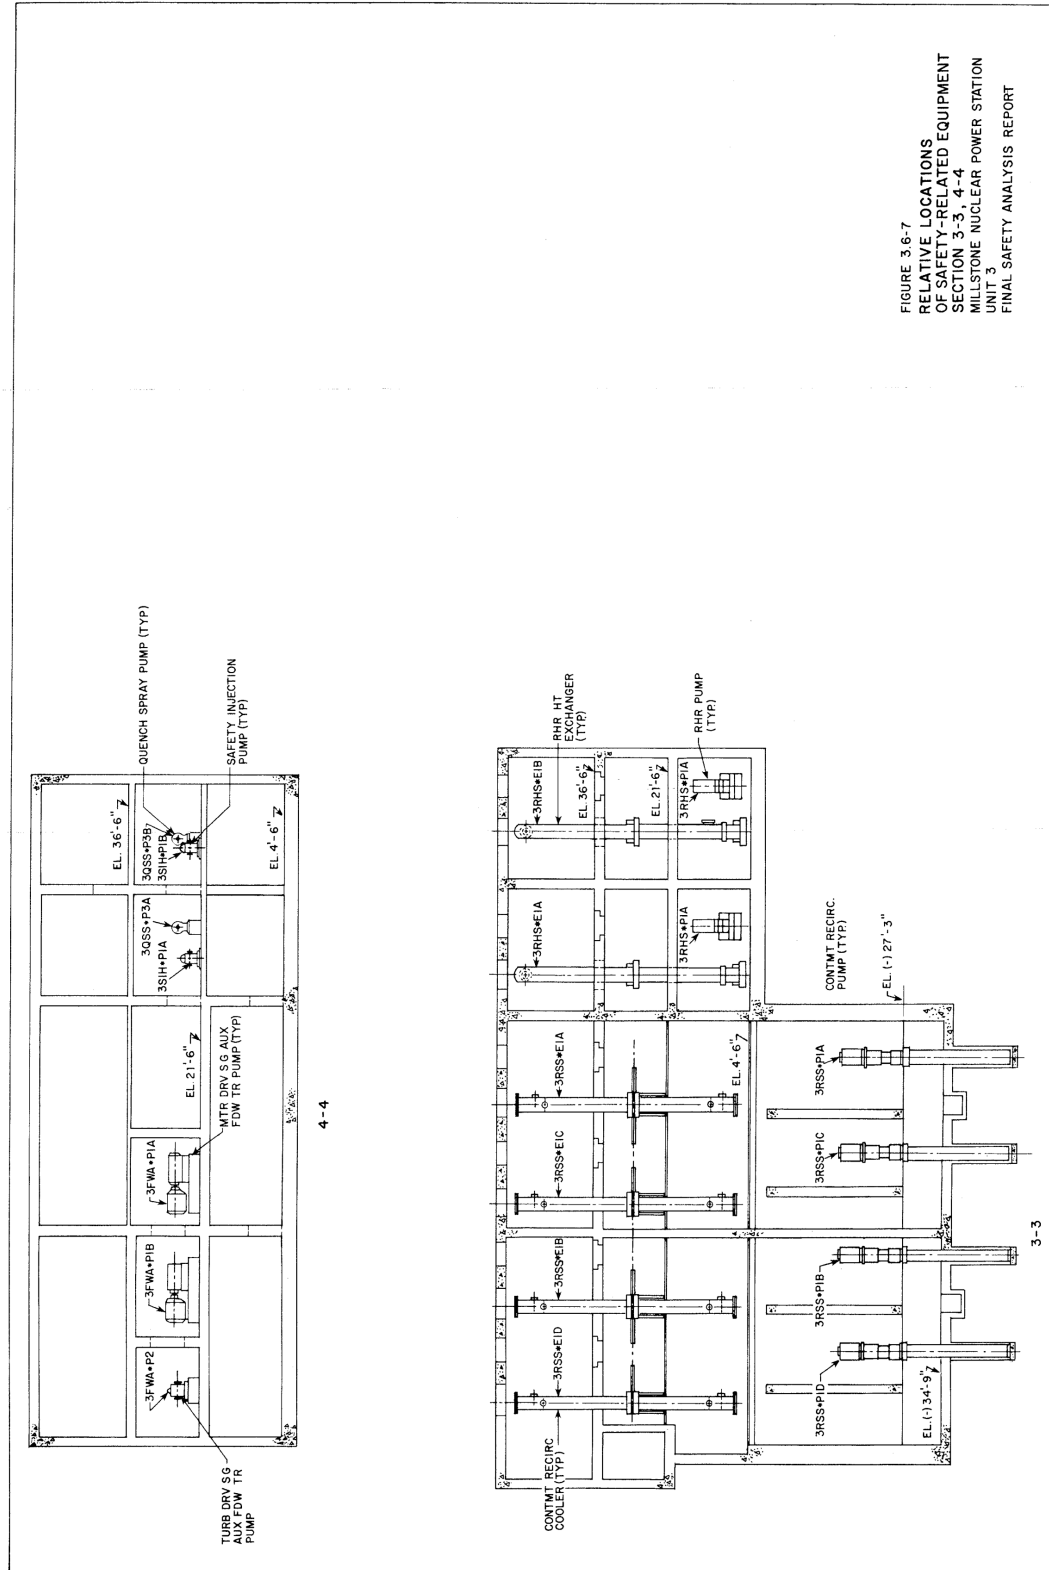 QUENCH SPRAY PUMP (TYP)
SAFETY INJECTION
PUMP (TYP)
EL. 36'-6"
3QSS*P3B
3SIH*P1B
EL. 4'-6"
3QSS*P3A
3SIH*P1A
EL. 21'-6"
MTR DRV SG AUX
FDW TR PUMP (TYP)
3FWA*P1A
3FWA*P1B
3FWA*P2
TURB DRV SG
AUX FDW TR
PUMP
4-4
RHR HT
EXCHANGER
(TYP.)
RHR PUMP
(TYP.)
3RHS*E1B
EL. 36'-6"
EL. 21'-6"
3RHS*P1A
3RHS*E1A
3RHS*P1A
CONTMT RECIRC.
PUMP (TYP)
EL. (-) 27'-3"
3RSS*E1A
EL. 4'-6"
3RSS*P1A
3RSS*E1C
3RSS*P1C
3RSS*E1B
3RSS*P1B
3RSS*E1D
3RSS*P1D
CONTMT RECIRC
COOLER (TYP)
EL. (-) 34'-9"
3-3
FIGURE 3.6-7
RELATIVE LOCATIONS
OF SAFETY-RELATED EQUIPMENT
SECTION 3-3, 4-4
MILLSTONE NUCLEAR POWER STATION
UNIT 3
FINAL SAFETY ANALYSIS REPORT